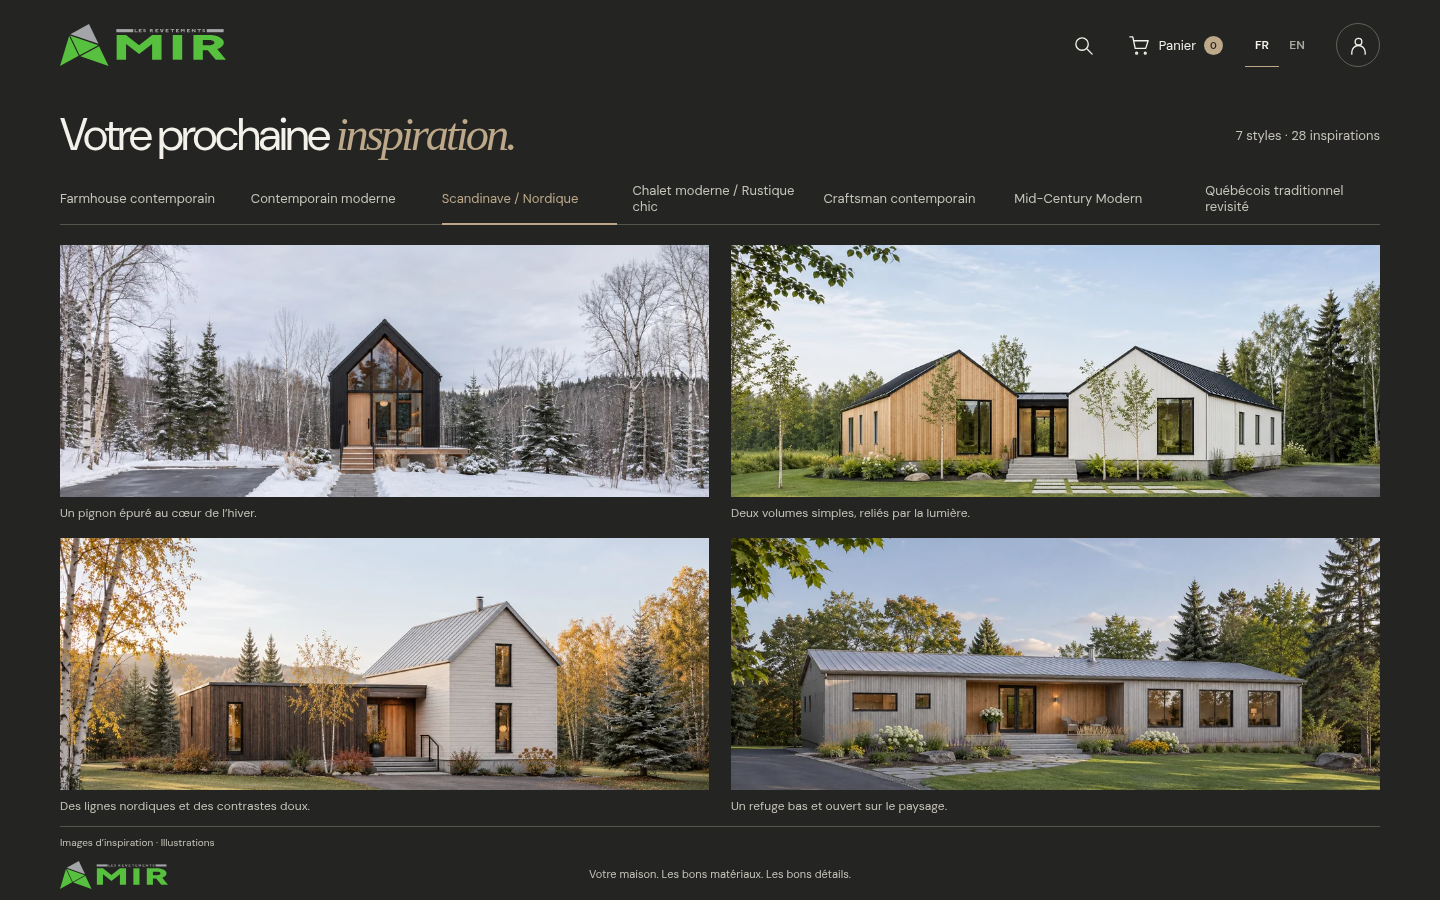 LES REVÊTEMENTS
MIR
Panier 0
FR EN
Votre prochaine inspiration.
7 styles · 28 inspirations
Farmhouse contemporain
Contemporain moderne
Scandinave / Nordique
Chalet moderne / Rustique
chic
Craftsman contemporain
Mid-Century Modern
Québécois traditionnel
revisité
Un pignon épuré au cœur de l’hiver.
Deux volumes simples, reliés par la lumière.
Des lignes nordiques et des contrastes doux.
Un refuge bas et ouvert sur le paysage.
Images d’inspiration · Illustrations
LES REVÊTEMENTS
MIR
Votre maison. Les bons matériaux. Les bons détails.